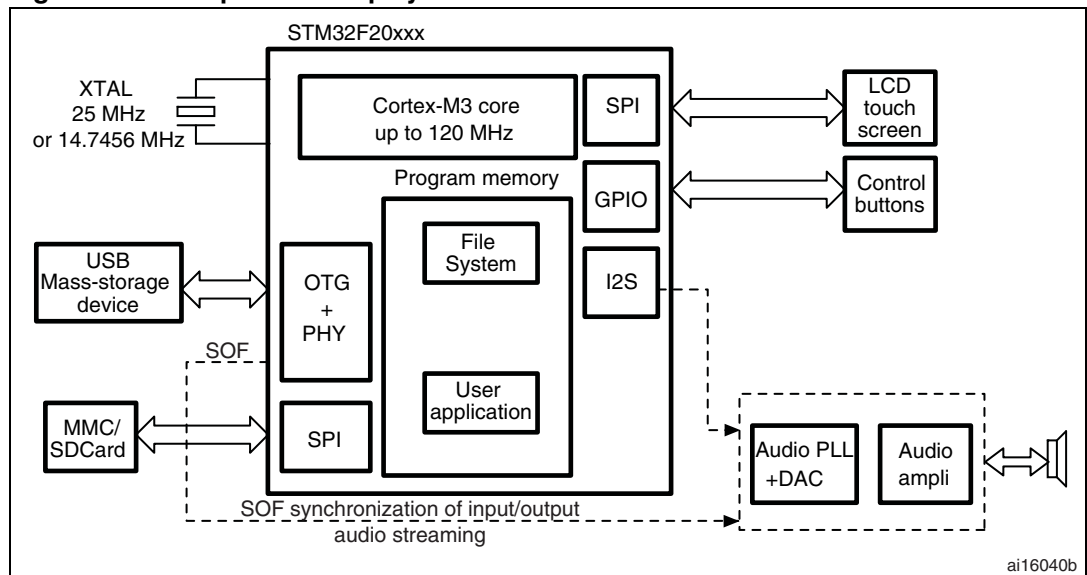 STM32F20xxx
XTAL
25 MHz
or 14.7456 MHz
Cortex-M3 core
up to 120 MHz
SPI
LCD
touch
screen
Program memory
GPIO
Control
buttons
File
System
I2S
USB
Mass-storage
device
OTG
+
PHY
SOF
User
application
MMC/
SDCard
SPI
Audio PLL
+DAC
Audio
ampli
SOF synchronization of input/output
audio streaming
ai16040b